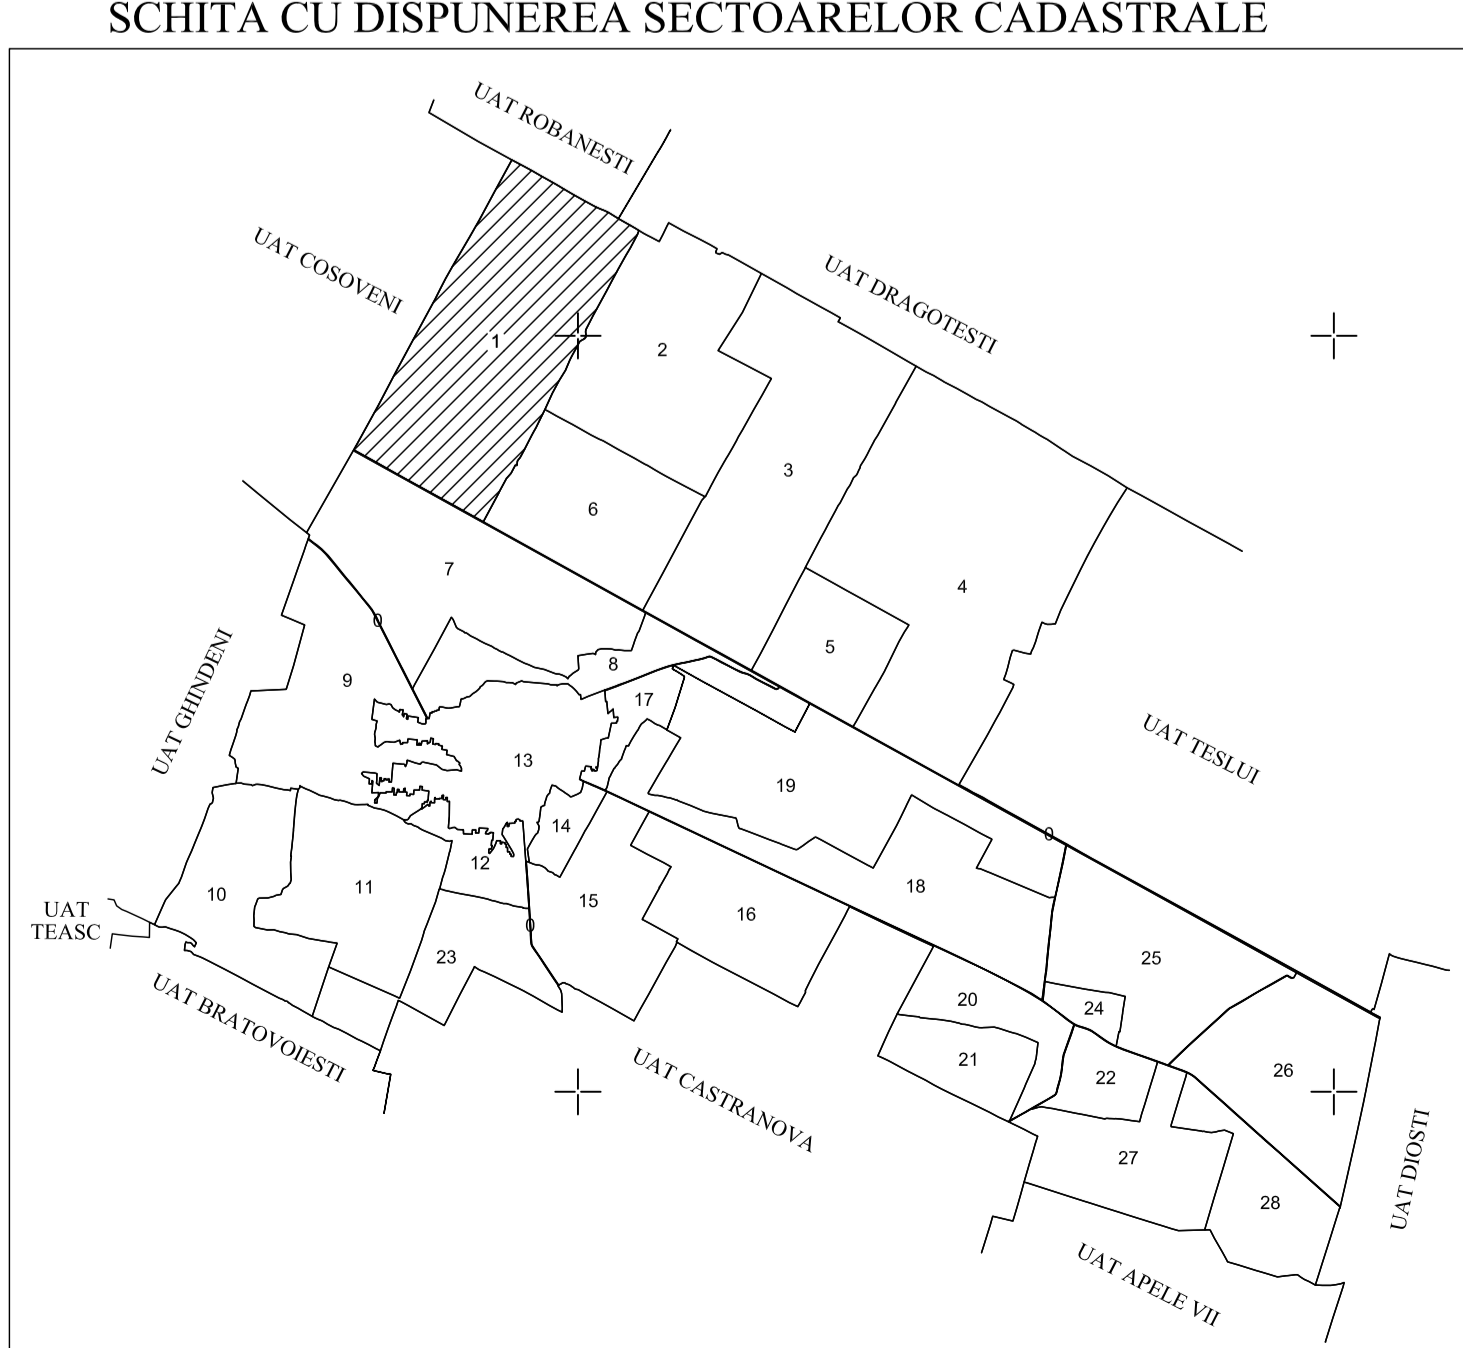 SCHITA CU DISPUNEREA SECTOARELOR CADASTRALE
UAT ROBANESTI
UAT COSOVENI
UAT DRAGOTESTI
1
2
3
6
7
4
0
5
8
9
17
UAT GHINDENI
UAT TESLUI
13
19
14
0
12
11
10
18
15
16
UAT
TEASC
0
23
25
UAT BRATOVOIESTI
20
24
UAT CASTRANOVA
21
22
26
27
UAT DIOSTI
28
UAT APELE VII